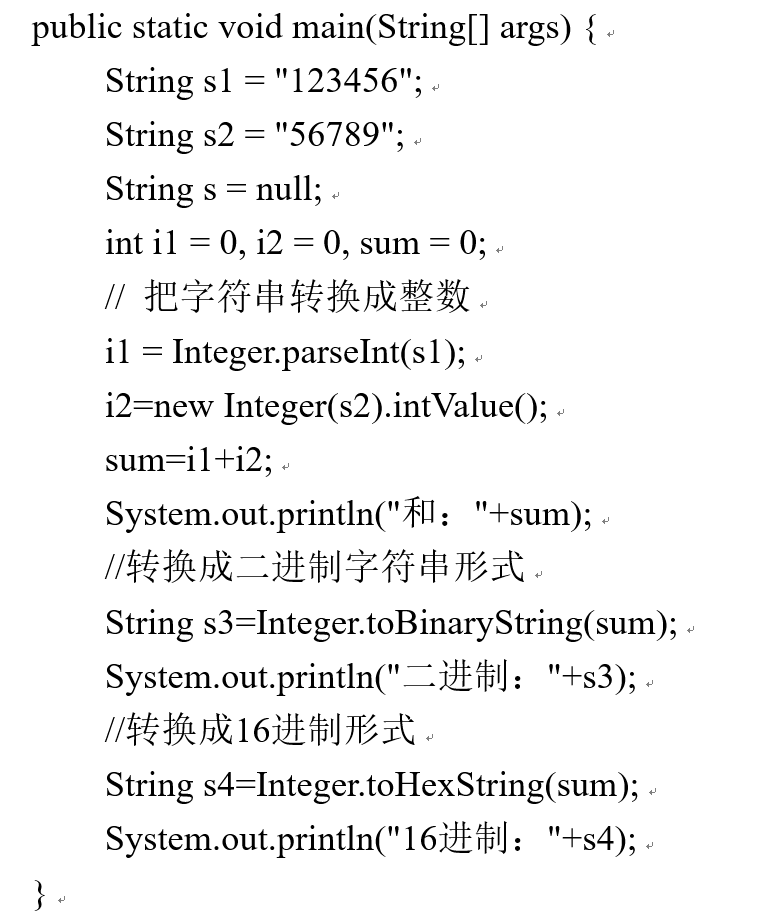 public static void main(String[] args) {
String s1 = "123456";
String s2 = "56789";
String s = null;
int i1 = 0, i2 = 0, sum = 0;
// 把字符串转换成整数
i1 = Integer.parseInt(s1);
i2=new Integer(s2).intValue();
sum=i1+i2;
System.out.println("和："+sum);
//转换成二进制字符串形式
String s3=Integer.toBinaryString(sum);
System.out.println("二进制："+s3);
//转换成16进制形式
String s4=Integer.toHexString(sum);
System.out.println("16进制："+s4);
}